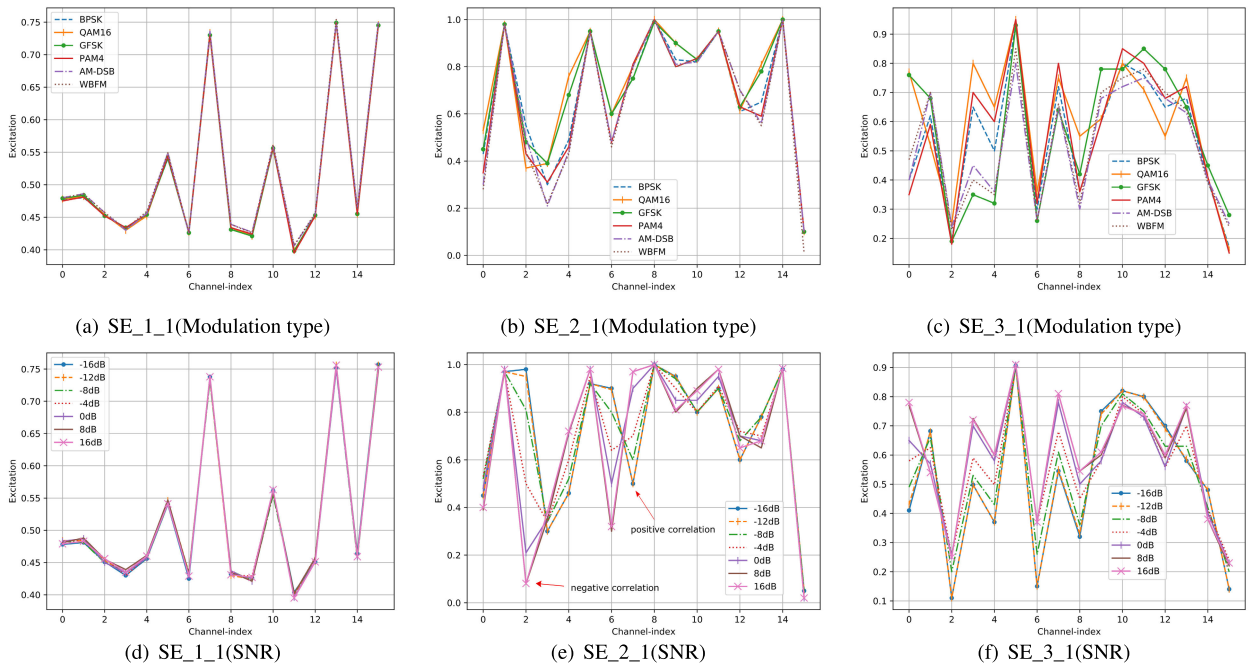 0.75
0.70
0.65
0.60
0.55
0.50
0.45
0.40
Excitation
BPSK
QAM16
GFSK
PAM4
AM-DSB
WBFM
0 2 4 6 8 10 12 14
Channel-index
(a) SE_1_1(Modulation type)
1.0
0.8
0.6
0.4
0.2
0.0
Excitation
BPSK
QAM16
GFSK
PAM4
AM-DSB
WBFM
0 2 4 6 8 10 12 14
Channel-index
(b) SE_2_1(Modulation type)
0.9
0.8
0.7
0.6
0.5
0.4
0.3
0.2
Excitation
BPSK
QAM16
GFSK
PAM4
AM-DSB
WBFM
0 2 4 6 8 10 12 14
Channel-index
(c) SE_3_1(Modulation type)
0.75
0.70
0.65
0.60
0.55
0.50
0.45
0.40
Excitation
-16dB
-12dB
-8dB
-4dB
0dB
8dB
16dB
0 2 4 6 8 10 12 14
Channel-index
(d) SE_1_1(SNR)
1.0
0.8
0.6
0.4
0.2
0.0
Excitation
positive correlation
negative correlation
-16dB
-12dB
-8dB
-4dB
0dB
8dB
16dB
0 2 4 6 8 10 12 14
Channel-index
(e) SE_2_1(SNR)
0.9
0.8
0.7
0.6
0.5
0.4
0.3
0.2
0.1
Excitation
-16dB
-12dB
-8dB
-4dB
0dB
8dB
16dB
0 2 4 6 8 10 12 14
Channel-index
(f) SE_3_1(SNR)